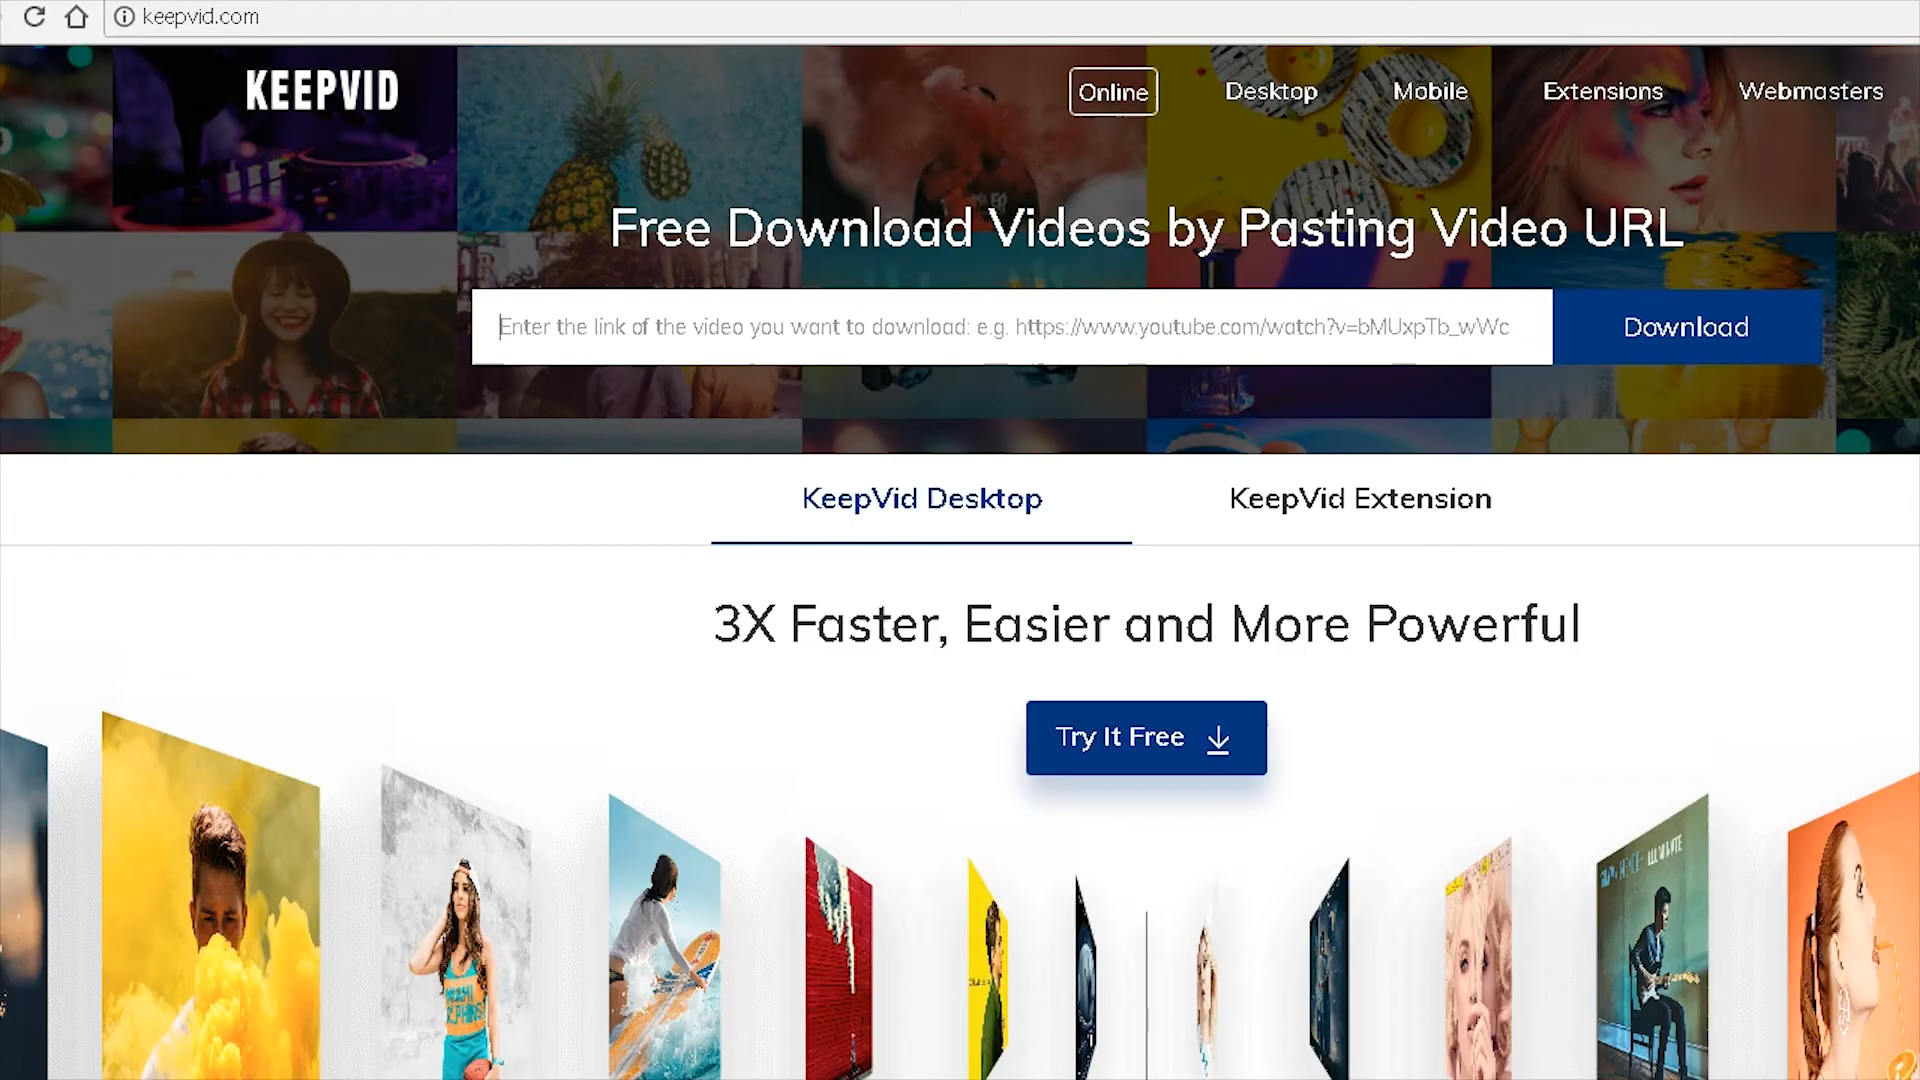 keepvid.com
KEEPVID
Online Desktop Mobile Extensions Webmasters
Free Download Videos by Pasting Video URL
Enter the link of the video you want to download: e.g. https://www.youtube.com/watch?v=bMUxpTb_wWc
Download
KeepVid Desktop KeepVid Extension
3X Faster, Easier and More Powerful
Try It Free
ILLUMINATE
MIAMI